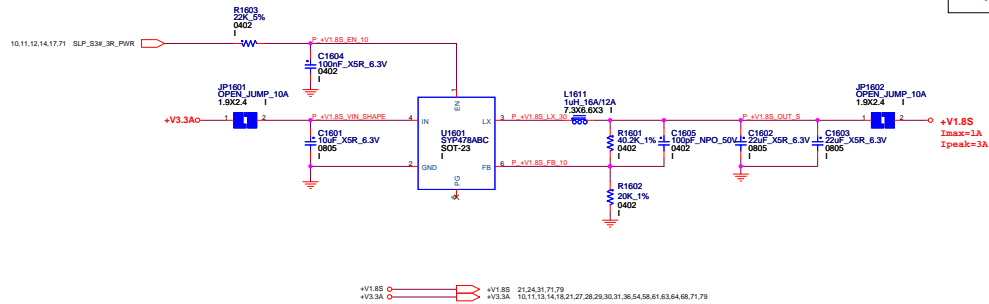 R1603
22K_5%
0402
I
10,11,12,14,17,71 SLP_S3#_3R_PWR
P_+V1.8S_EN_10
C1604
100nF_X5R_6.3V
0402
I
JP1601
OPEN_JUMP_10A
1.9X2.4 I
+V3.3A
1 2
P_+V1.8S_VIN_SHAPE
C1601
10uF_X5R_6.3V
0805
I
1
EN
4 IN
LX 3
U1601
SYP478ABC
SOT-23
I
2 GND
FB 6
PG
5
P_+V1.8S_LX_30
P_+V1.8S_FB_10
L1611
1uH_16A/12A
7.3X6.6X3
I
R1601
40.2K_1%
0402
I
C1605
100pF_NPO_50V
0402
I
P_+V1.8S_OUT_S
C1602
22uF_X5R_6.3V
0805
I
C1603
22uF_X5R_6.3V
0805
I
R1602
20K_1%
0402
I
JP1602
OPEN_JUMP_10A
1.9X2.4 I
1 2
+V1.8S
Imax=1A
Ipeak=3A
+V1.8S +V1.8S 21,24,31,71,79
+V3.3A +V3.3A 10,11,13,14,18,21,27,28,29,30,31,36,54,58,61,63,64,68,71,79